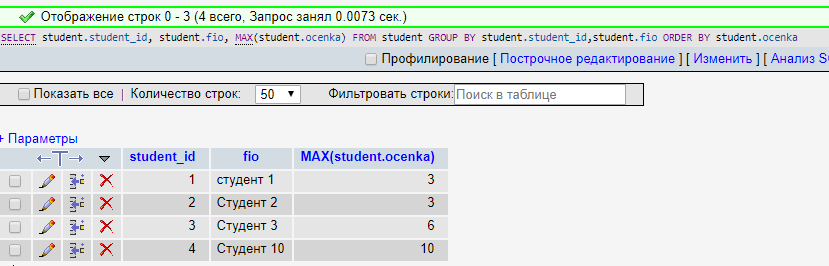 Отображение строк 0 - 3 (4 всего, Запрос занял 0.0073 сек.)
SELECT student.student_id, student.fio, MAX(student.ocenka) FROM student GROUP BY student.student_id,student.fio ORDER BY student.ocenka
Профилирование [ Построчное редактирование ] [ Изменить ] [ Анализ
Показать все | Количество строк: 50 Фильтровать строки: Поиск в таблице
+ Параметры
student_id fio MAX(student.ocenka)
1 студент 1 3
2 Студент 2 3
3 Студент 3 6
4 Студент 10 10